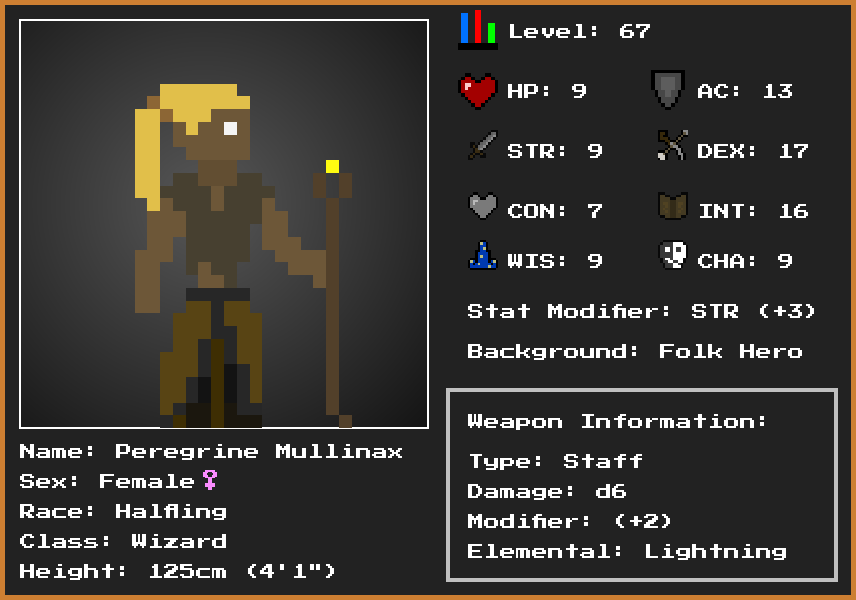 Level: 67
HP: 9 AC: 13
STR: 9 DEX: 17
CON: 7 INT: 16
WIS: 9 CHA: 9
Stat Modifier: STR (+3)
Background: Folk Hero
Weapon Information:
Type: Staff
Damage: d6
Modifier: (+2)
Elemental: Lightning
Name: Peregrine Mullinax
Sex: Female♀
Race: Halfling
Class: Wizard
Height: 125cm (4'1")